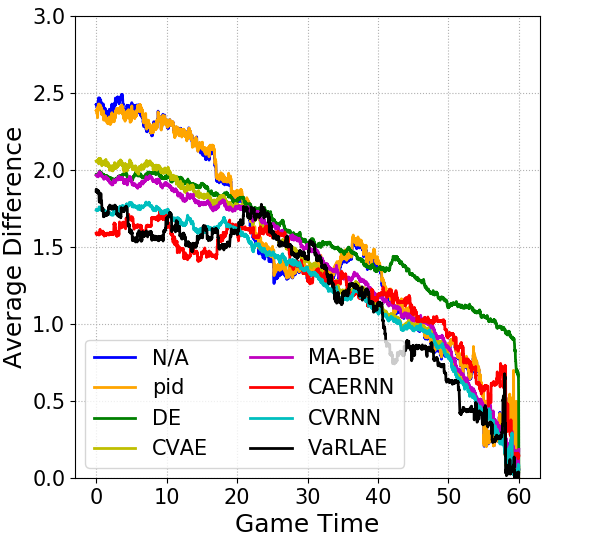 3.0
2.5
2.0
1.5
1.0
0.5
0.0
Average Difference
N/A
pid
DE
CVAE
MA-BE
CAERNN
CVRNN
VaRLAE
0 10 20 30 40 50 60
Game Time